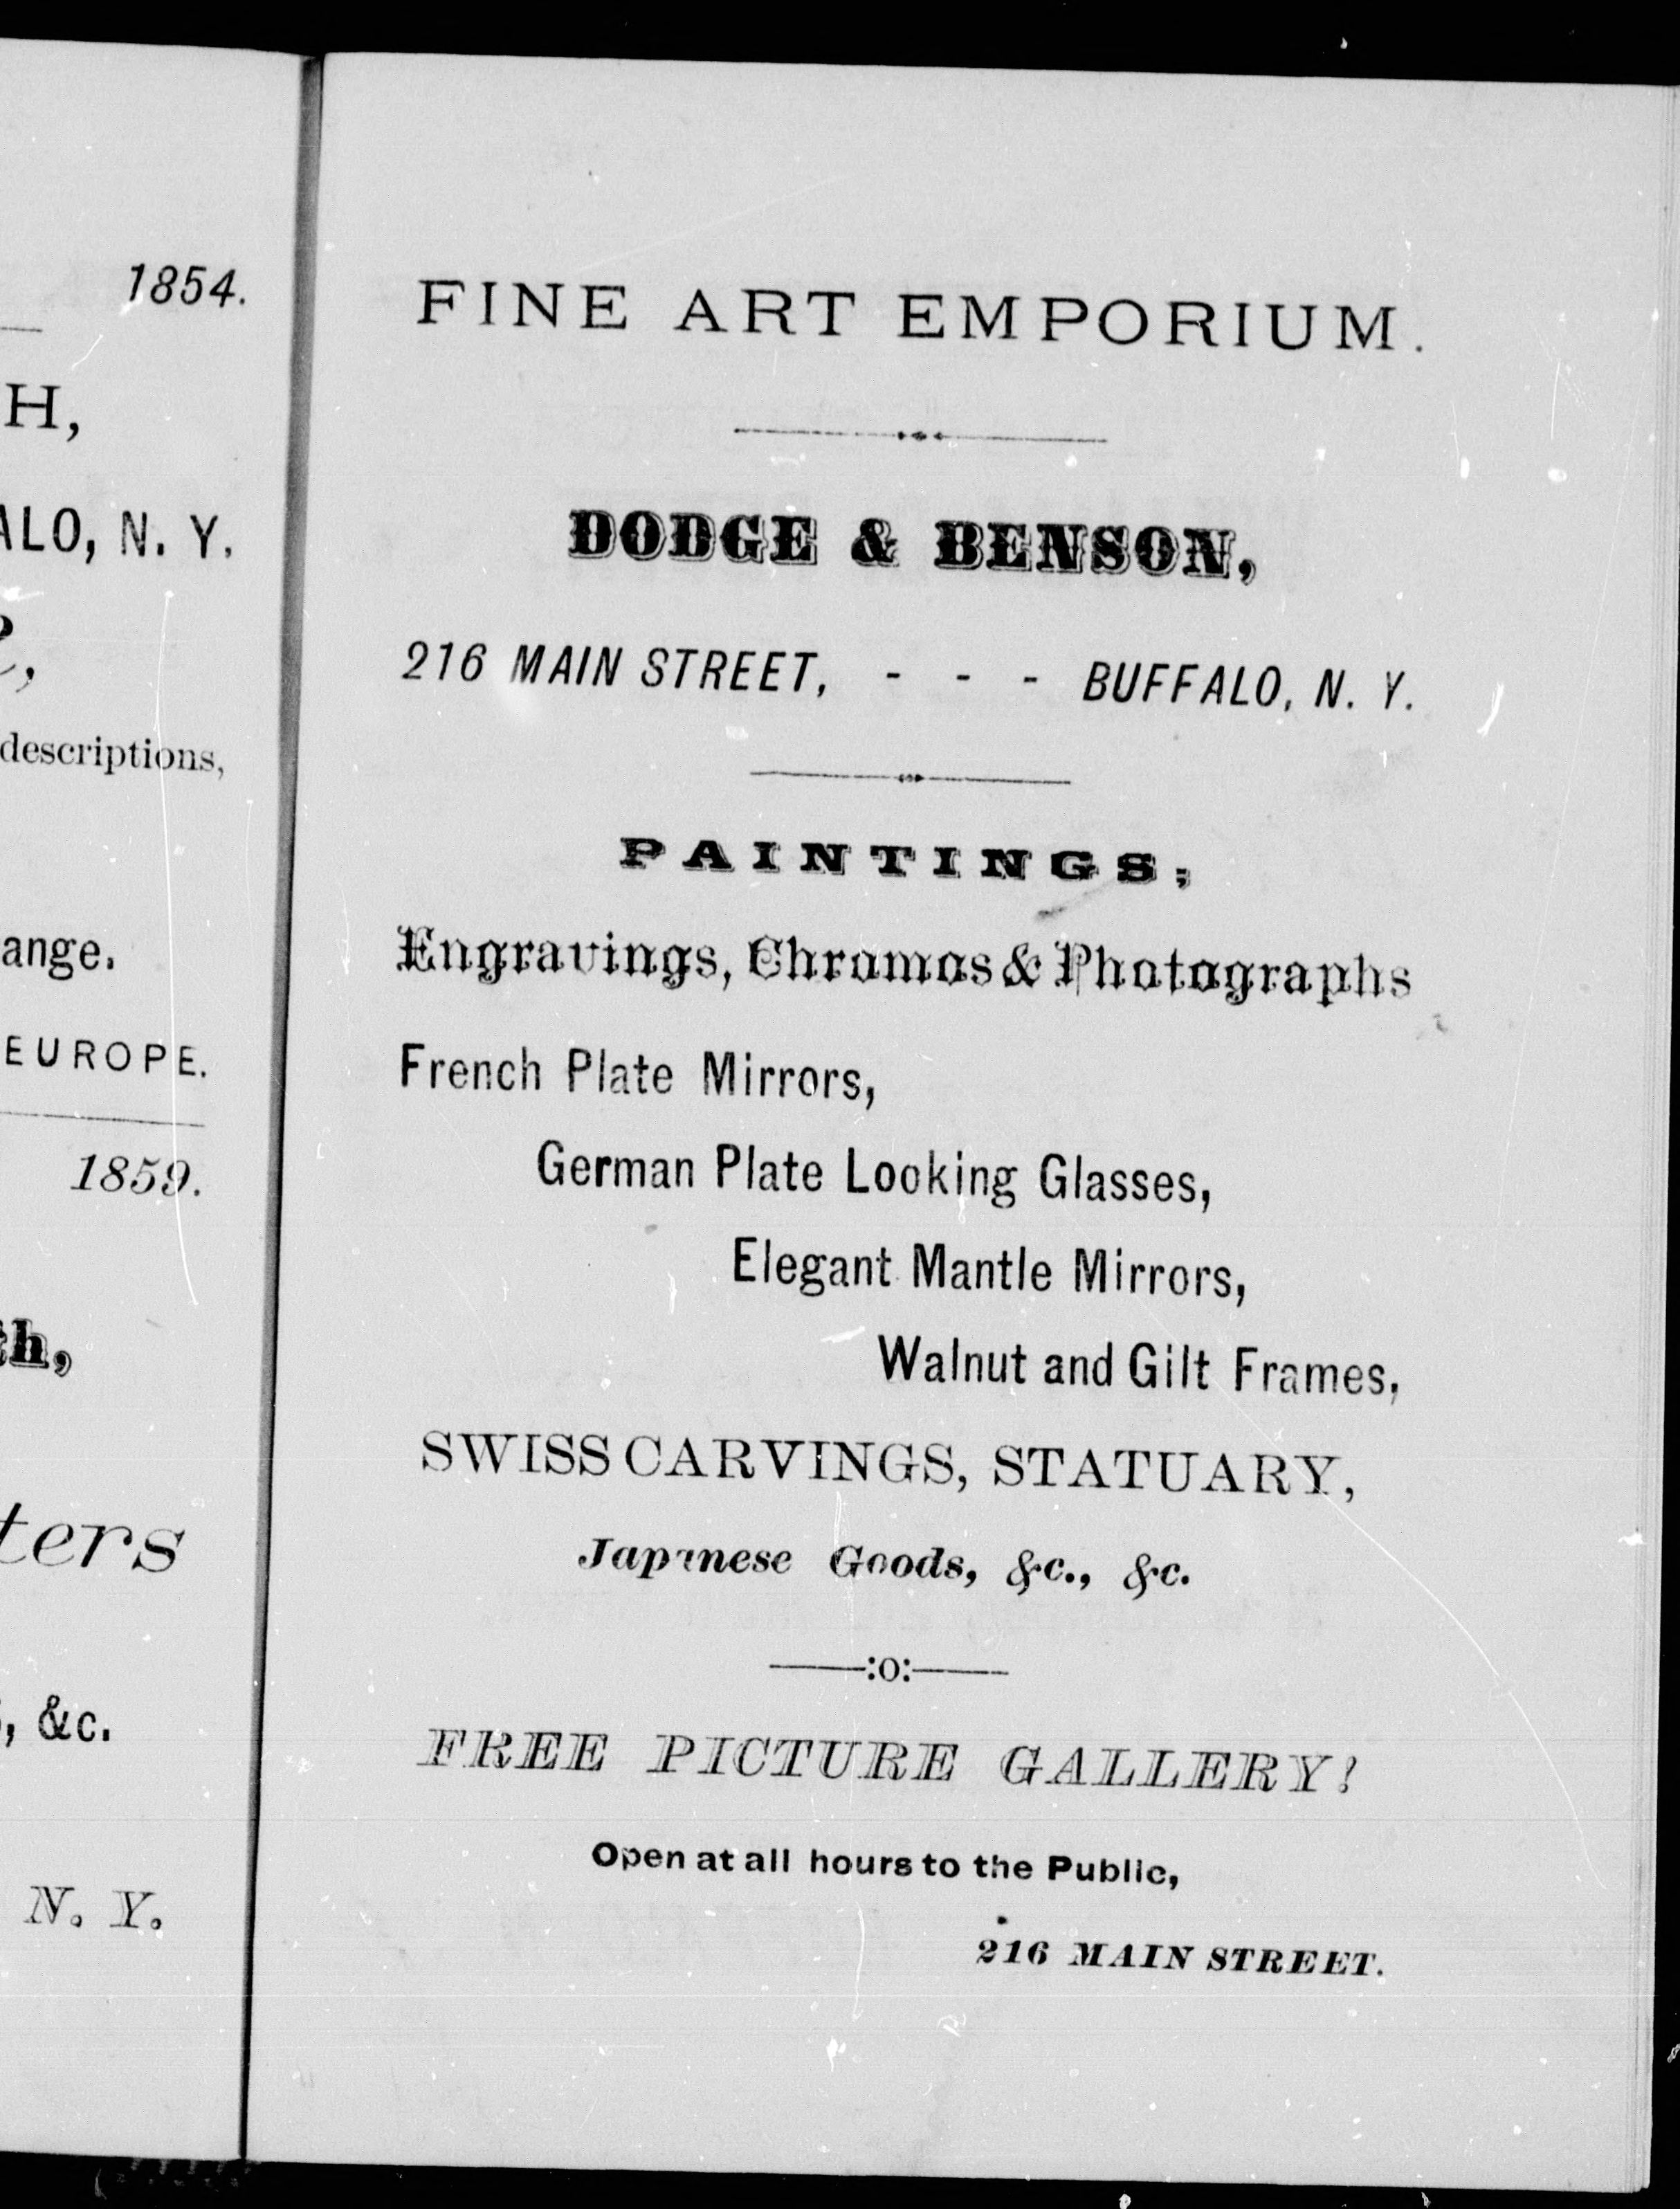 1854.
H,
ALO, N. Y.
descriptions,
ange.
EUROPE.
1859.
th,
ters
, &c.
N. Y.
FINE ART EMPORIUM.
DODGE & BENSON,
216 MAIN STREET, - - - BUFFALO, N. Y.
PAINTINGS,
Engravings, Chromos & Photographs
French Plate Mirrors,
German Plate Looking Glasses,
Elegant Mantle Mirrors,
Walnut and Gilt Frames,
SWISS CARVINGS, STATUARY,
Japanese Goods, &c., &c.
——:o:——
FREE PICTURE GALLERY!
Open at all hours to the Public,
216 MAIN STREET.